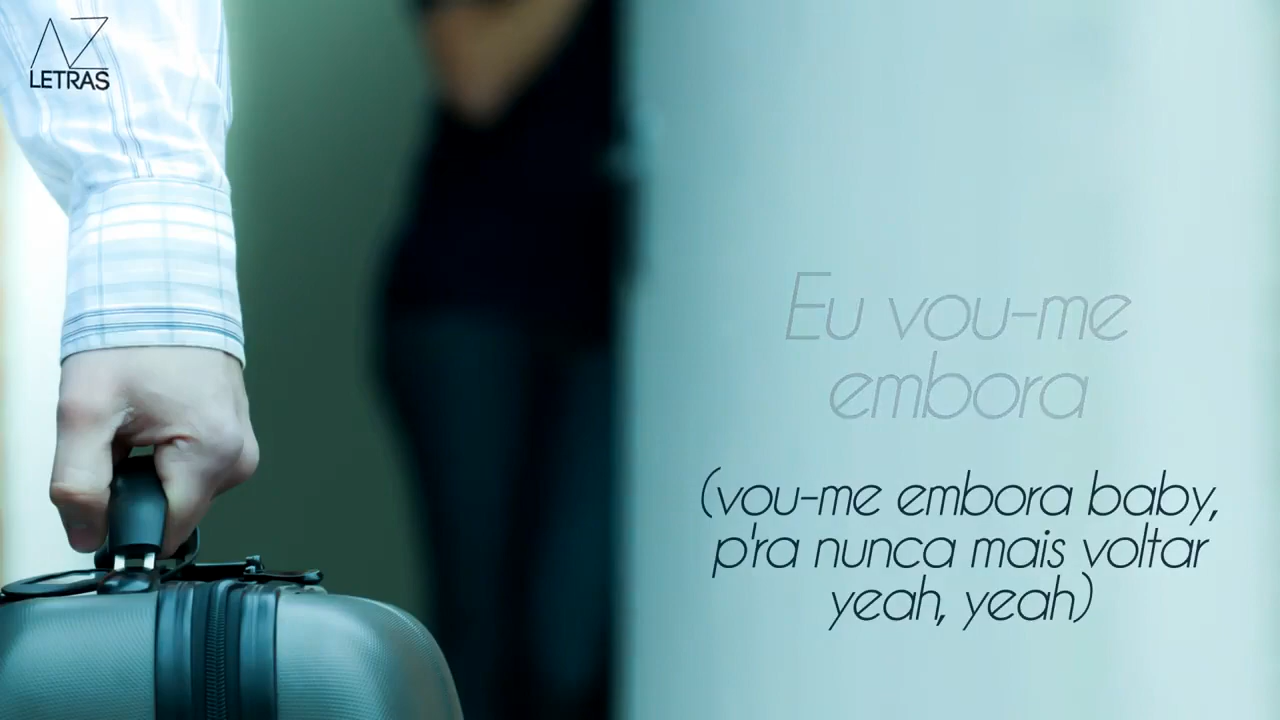 AZ
LETRAS
Eu vou-me
embora
(vou-me embora baby,
p'ra nunca mais voltar
yeah, yeah)